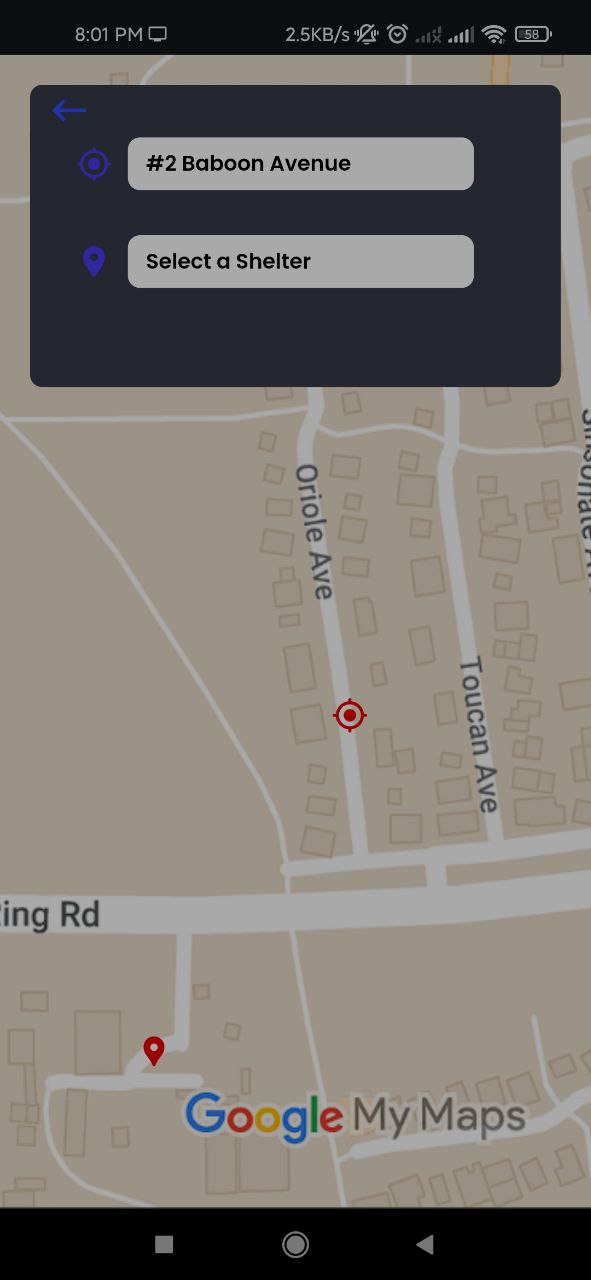 8:01 PM 2.5KB/s 58
#2 Baboon Avenue
Select a Shelter
Oriole Ave
Toucan Ave
Ring Rd
Google My Maps